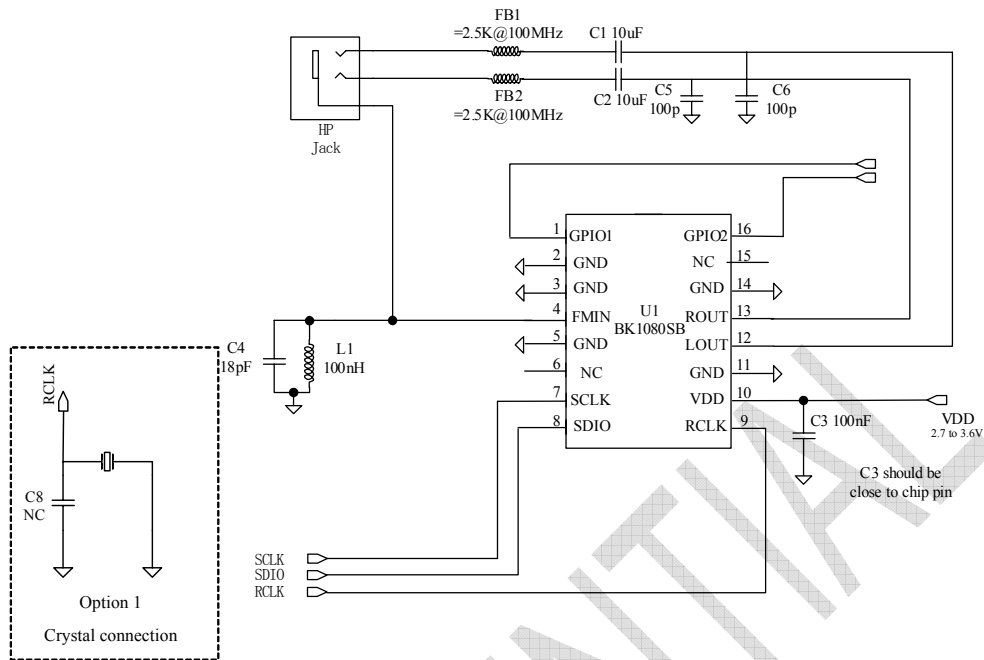 FB1
=2.5K@100MHz
C1 10uF
FB2
=2.5K@100MHz
C2 10uF
C5
100p
C6
100p
HP
Jack
1
GPIO1
GPIO2
16
2
GND
NC
15
3
GND
GND
14
4
FMIN
U1
BK1080SB
ROUT
13
5
GND
LOUT
12
6
NC
GND
11
7
SCLK
VDD
10
8
SDIO
RCLK
9
C4
18pF
L1
100nH
C3 100nF
VDD
2.7 to 3.6V
C3 should be
close to chip pin
RCLK
C8
NC
Option 1
Crystal connection
SCLK
SDIO
RCLK
NTIAL